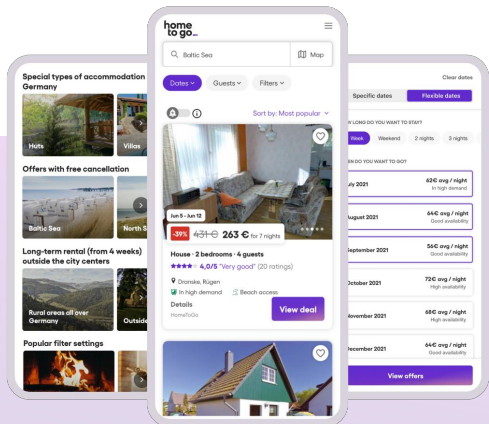 Special types of accommodation
Germany
Huts
Villas
Offers with free cancellation
Baltic Sea
North S
Long-term rental (from 4 weeks)
outside the city centers
Rural areas all over
Germany
Outside
Popular filter settings
home
to go_
Baltic Sea
Map
Dates
Guests
Filters
Sort by: Most popular
Jun 5 - Jun 12
-39% 431 € 263 € for 7 nights
House · 2 bedrooms · 4 guests
4,0/5 "Very good" (20 ratings)
Dranske, Rügen
In high demand
Beach access
Details
HomeToGo
View deal
Clear dates
Specific dates
Flexible dates
LONG DO YOU WANT TO STAY?
Week
Weekend
2 nights
3 nights
EN DO YOU WANT TO GO?
uly 2021
62€ avg / night
In high demand
August 2021
64€ avg / night
Good availability
September 2021
56€ avg / night
Good availability
October 2021
72€ avg / night
High availability
November 2021
68€ avg / night
High availability
December 2021
64€ avg / night
Good availability
View offers